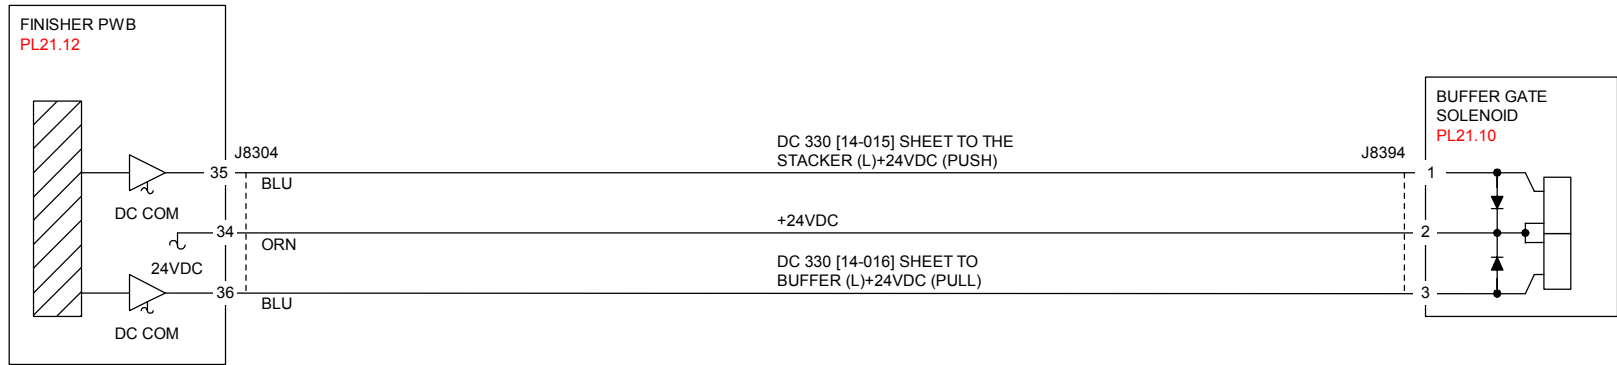 FINISHER PWB
PL21.12
J8304
35
BLU
DC COM
34
ORN
24VDC
36
BLU
DC COM
DC 330 [14-015] SHEET TO THE
STACKER (L)+24VDC (PUSH)
+24VDC
DC 330 [14-016] SHEET TO
BUFFER (L)+24VDC (PULL)
J8394
BUFFER GATE
SOLENOID
PL21.10
1
2
3